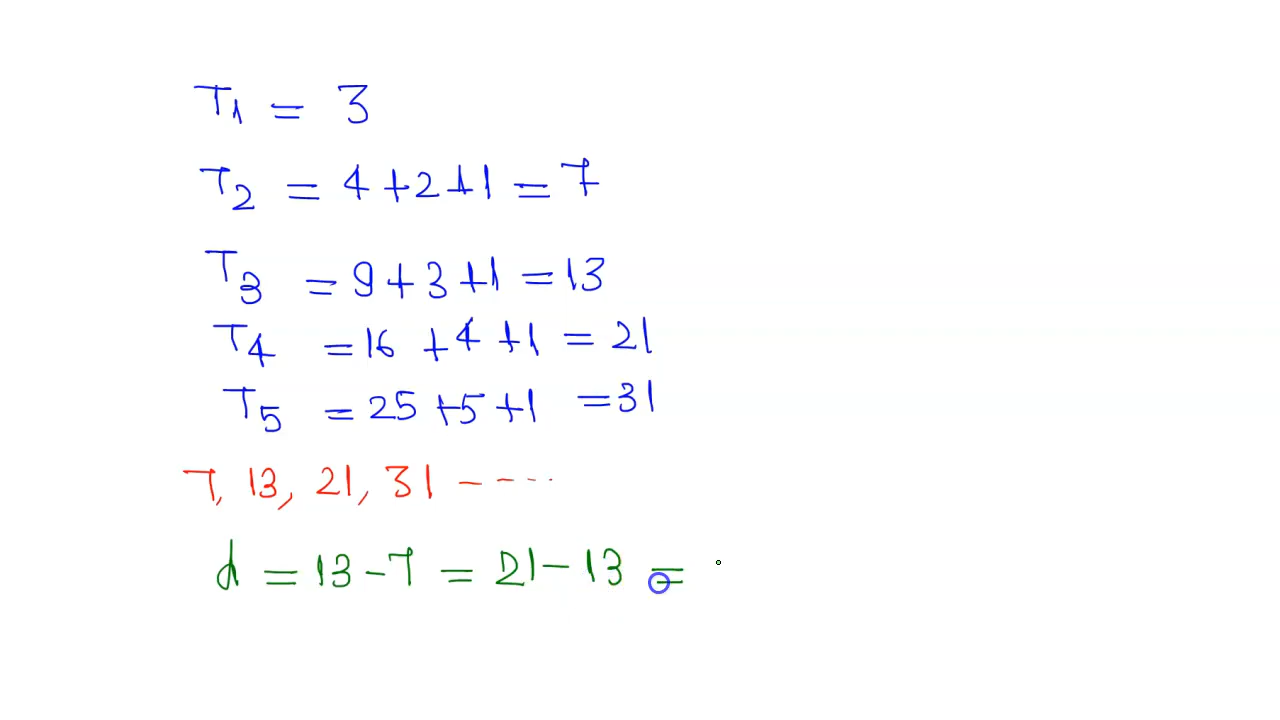 T1 = 3
T2 = 4+2+1 = 7
T3 = 9+3+1 = 13
T4 = 16 +4 +1 = 21
T5 = 25 +5 +1 = 31
7, 13, 21, 31 -----
d = 13-7 = 21-13 =